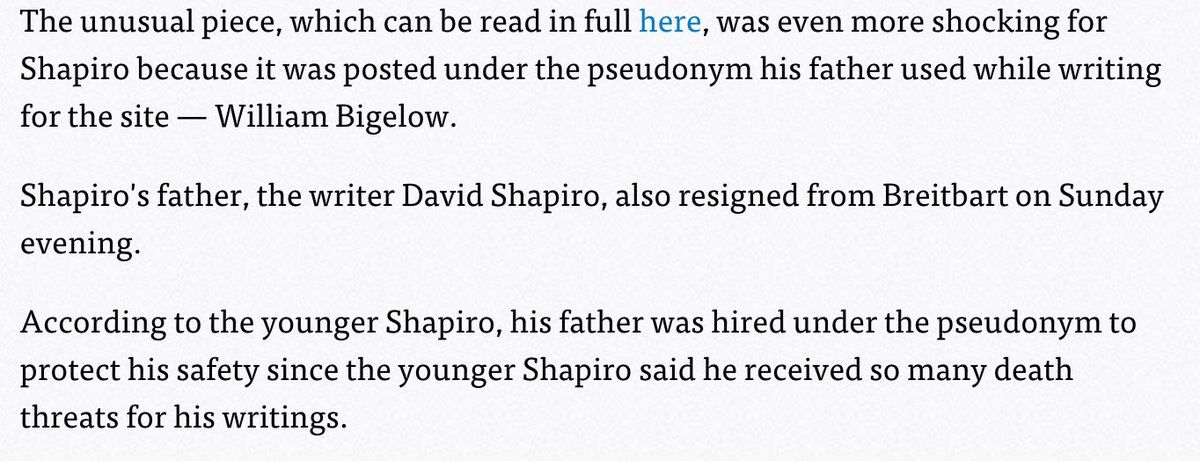 The unusual piece, which can be read in full here, was even more shocking for
Shapiro because it was posted under the pseudonym his father used while writing
for the site — William Bigelow.
Shapiro's father, the writer David Shapiro, also resigned from Breitbart on Sunday
evening.
According to the younger Shapiro, his father was hired under the pseudonym to
protect his safety since the younger Shapiro said he received so many death
threats for his writings.